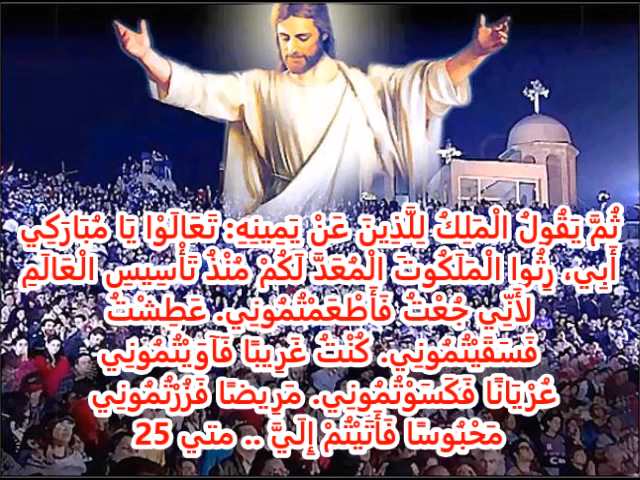 ثُمَّ يَقُولُ الْمَلِكُ لِلَّذِينَ عَنْ يَمِينِهِ: تَعَالَوْا يَا مُبَارَكِي
أَبِي، رِثُوا الْمَلَكُوتَ الْمُعَدَّ لَكُمْ مُنْذُ تَأْسِيسِ الْعَالَمِ
لأَنِّي جُعْتُ فَأَطْعَمْتُمُونِي. عَطِشْتُ
فَسَقَيْتُمُونِي. كُنْتُ غَرِيبًا فَآوَيْتُمُونِي
عُرْيَانًا فَكَسَوْتُمُونِي. مَرِيضًا فَزُرْتُمُونِي
مَحْبُوسًا فَأَتَيْتُمْ إِلَيَّ .. متي 25